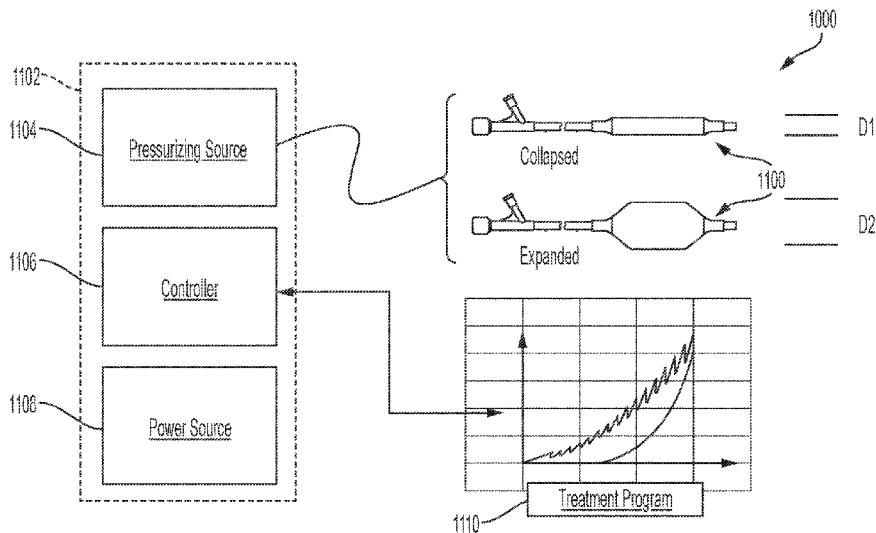 1000
1102
1104
Pressurizing Source
Collapsed
D1
1100
Expanded
D2
1106
Controller
1108
Power Source
Treatment Program
1110